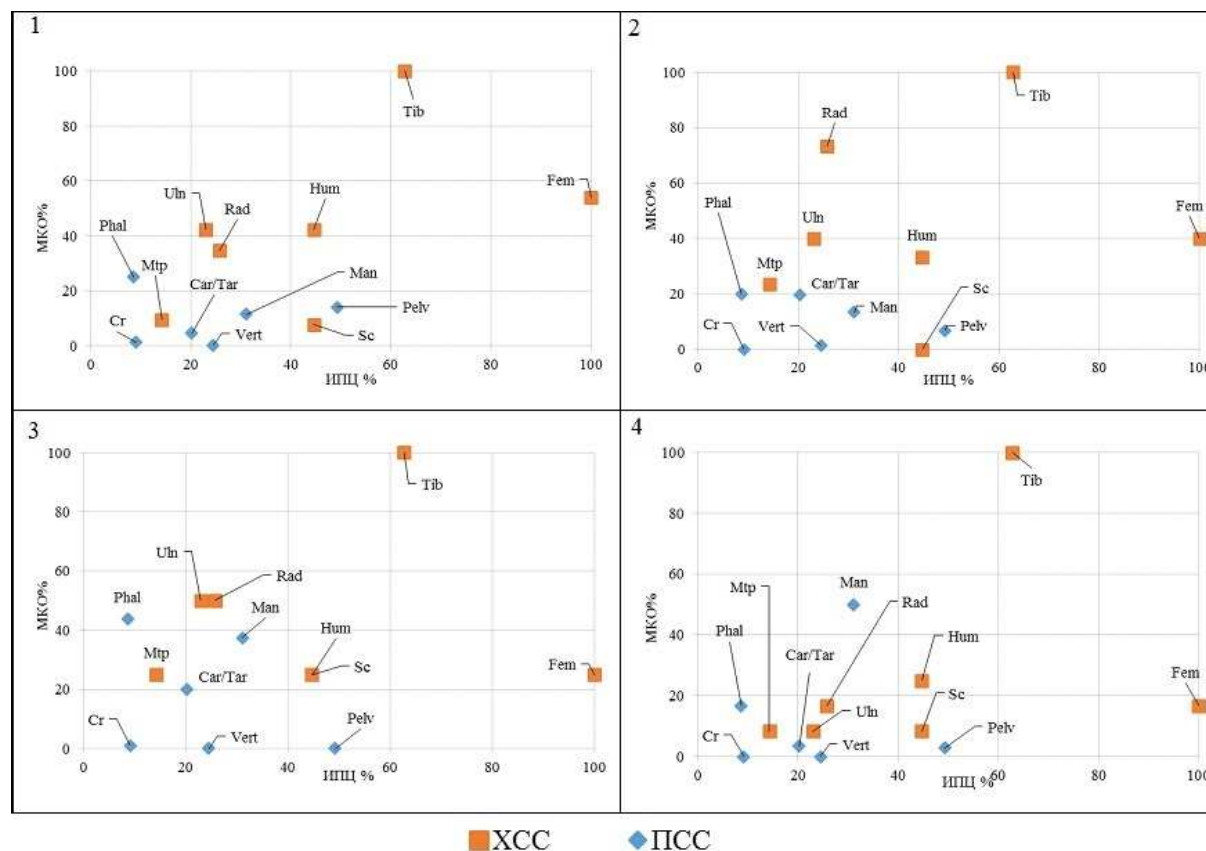 1
МКО%
100
80
60
40
20
0
0
20
40
60
80
100
ИПЦ %
Tib
Fem
Uln
Rad
Hum
Phal
Mtp
Car/Tar
Man
Pelv
Cr
Vert
Sc
2
МКО%
100
80
60
40
20
0
0
20
40
60
80
100
ИПЦ %
Tib
Rad
Phal
Uln
Fem
Hum
Mtp
Car/Tar
Sc
Man
Cr
Vert
Pelv
3
МКО%
100
80
60
40
20
0
0
20
40
60
80
100
ИПЦ %
Tib
Uln
Rad
Phal
Man
Hum
Mtp
Car/Tar
Sc
Fem
Cr
Vert
Pelv
4
МКО%
100
80
60
40
20
0
0
20
40
60
80
100
ИПЦ %
Tib
Mtp
Man
Rad
Phal
Car/Tar
Hum
Fem
Sc
Cr
Uln
Vert
Pelv
ХСС ПСС